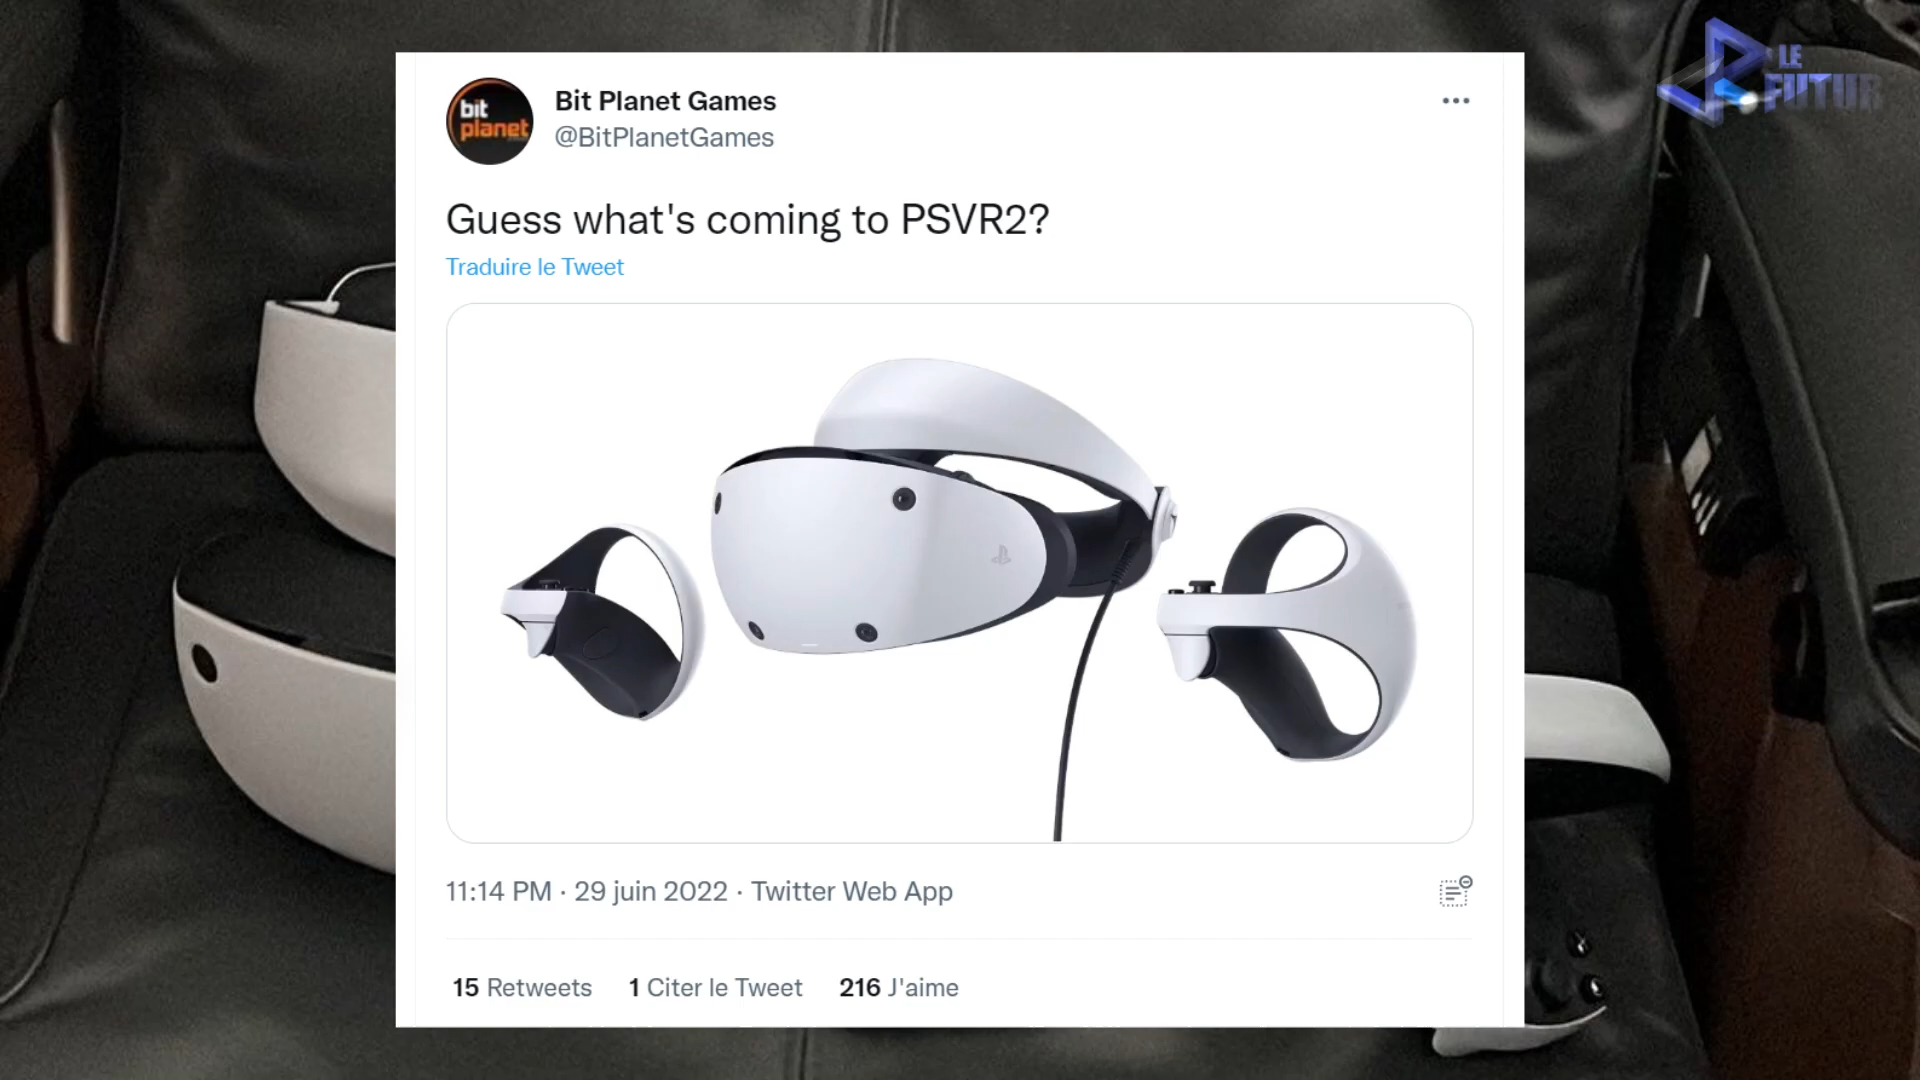 LE
FUTUR
bit
planet
Bit Planet Games
@BitPlanetGames
Guess what's coming to PSVR2?
Traduire le Tweet
11:14 PM · 29 juin 2022 · Twitter Web App
15 Retweets 1 Citer le Tweet 216 J'aime